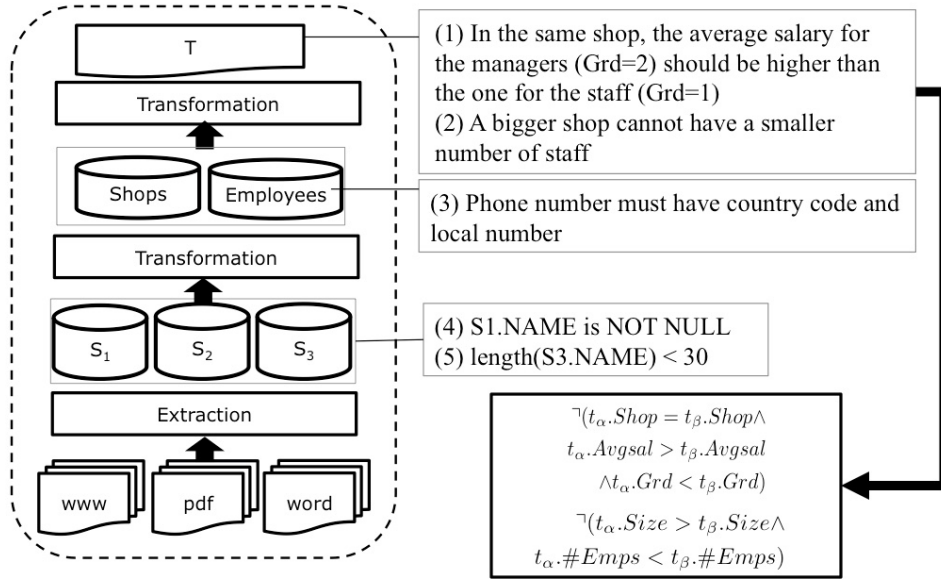 T
Transformation
Shops
Employees
Transformation
S₁
S₂
S₃
Extraction
www
pdf
word
(1) In the same shop, the average salary for
the managers (Grd=2) should be higher than
the one for the staff (Grd=1)
(2) A bigger shop cannot have a smaller
number of staff
(3) Phone number must have country code and
local number
(4) S1.NAME is NOT NULL
(5) length(S3.NAME) < 30
¬(tα.Shop = tβ.Shop∧
tα.Avgsal > tβ.Avgsal
∧tα.Grd < tβ.Grd)
¬(tα.Size > tβ.Size∧
tα.#Emps < tβ.#Emps)